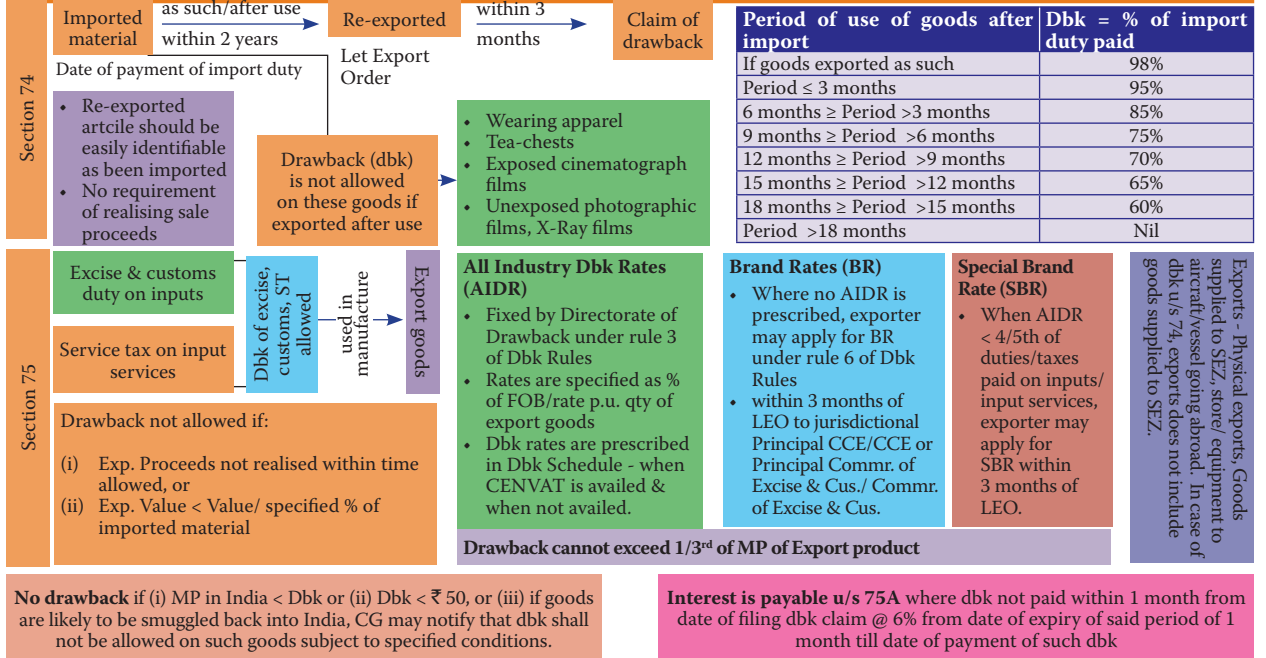 Section 74
Imported
material
as such/after use
within 2 years
Re-exported
within 3
months
Claim of
drawback
Date of payment of import duty
Let Export
Order
⬥ Re-exported
artcile should be
easily identifiable
as been imported
⬥ No requirement
of realising sale
proceeds
Drawback (dbk)
is not allowed
on these goods if
exported after use
⬥ Wearing apparel
⬥ Tea-chests
⬥ Exposed cinematograph
films
⬥ Unexposed photographic
films, X-Ray films
Period of use of goods after import | Dbk = % of import duty paid
If goods exported as such 98%
Period ≤ 3 months 95%
6 months ≥ Period >3 months 85%
9 months ≥ Period >6 months 75%
12 months ≥ Period >9 months 70%
15 months ≥ Period >12 months 65%
18 months ≥ Period >15 months 60%
Period >18 months Nil
Section 75
Excise & customs
duty on inputs
Service tax on input
services
Dbk of excise,
customs, ST
allowed
used in
manufacture
Export goods
Drawback not allowed if:
(i) Exp. Proceeds not realised within time
allowed, or
(ii) Exp. Value < Value/ specified % of
imported material
All Industry Dbk Rates
(AIDR)
⬥ Fixed by Directorate of
Drawback under rule 3
of Dbk Rules
⬥ Rates are specified as %
of FOB/rate p.u. qty of
export goods
⬥ Dbk rates are prescribed
in Dbk Schedule - when
CENVAT is availed &
when not availed.
Brand Rates (BR)
⬥ Where no AIDR is
prescribed, exporter
may apply for BR
under rule 6 of Dbk
Rules
⬥ within 3 months of
LEO to jurisdictional
Principal CCE/CCE or
Principal Commr. of
Excise & Cus./ Commr.
of Excise & Cus.
Special Brand
Rate (SBR)
⬥ When AIDR
< 4/5th of
duties/taxes
paid on inputs/
input services,
exporter may
apply for
SBR within
3 months of
LEO.
Exports - Physical exports, Goods
supplied to SEZ, store/ equipment to
aircraft/vessel going abroad. In case of
dbk u/s 74, exports does not include
goods supplied to SEZ.
Drawback cannot exceed 1/3rd of MP of Export product
No drawback if (i) MP in India < Dbk or (ii) Dbk < ₹ 50, or (iii) if goods
are likely to be smuggled back into India, CG may notify that dbk shall
not be allowed on such goods subject to specified conditions.
Interest is payable u/s 75A where dbk not paid within 1 month from
date of filing dbk claim @ 6% from date of expiry of said period of 1
month till date of payment of such dbk